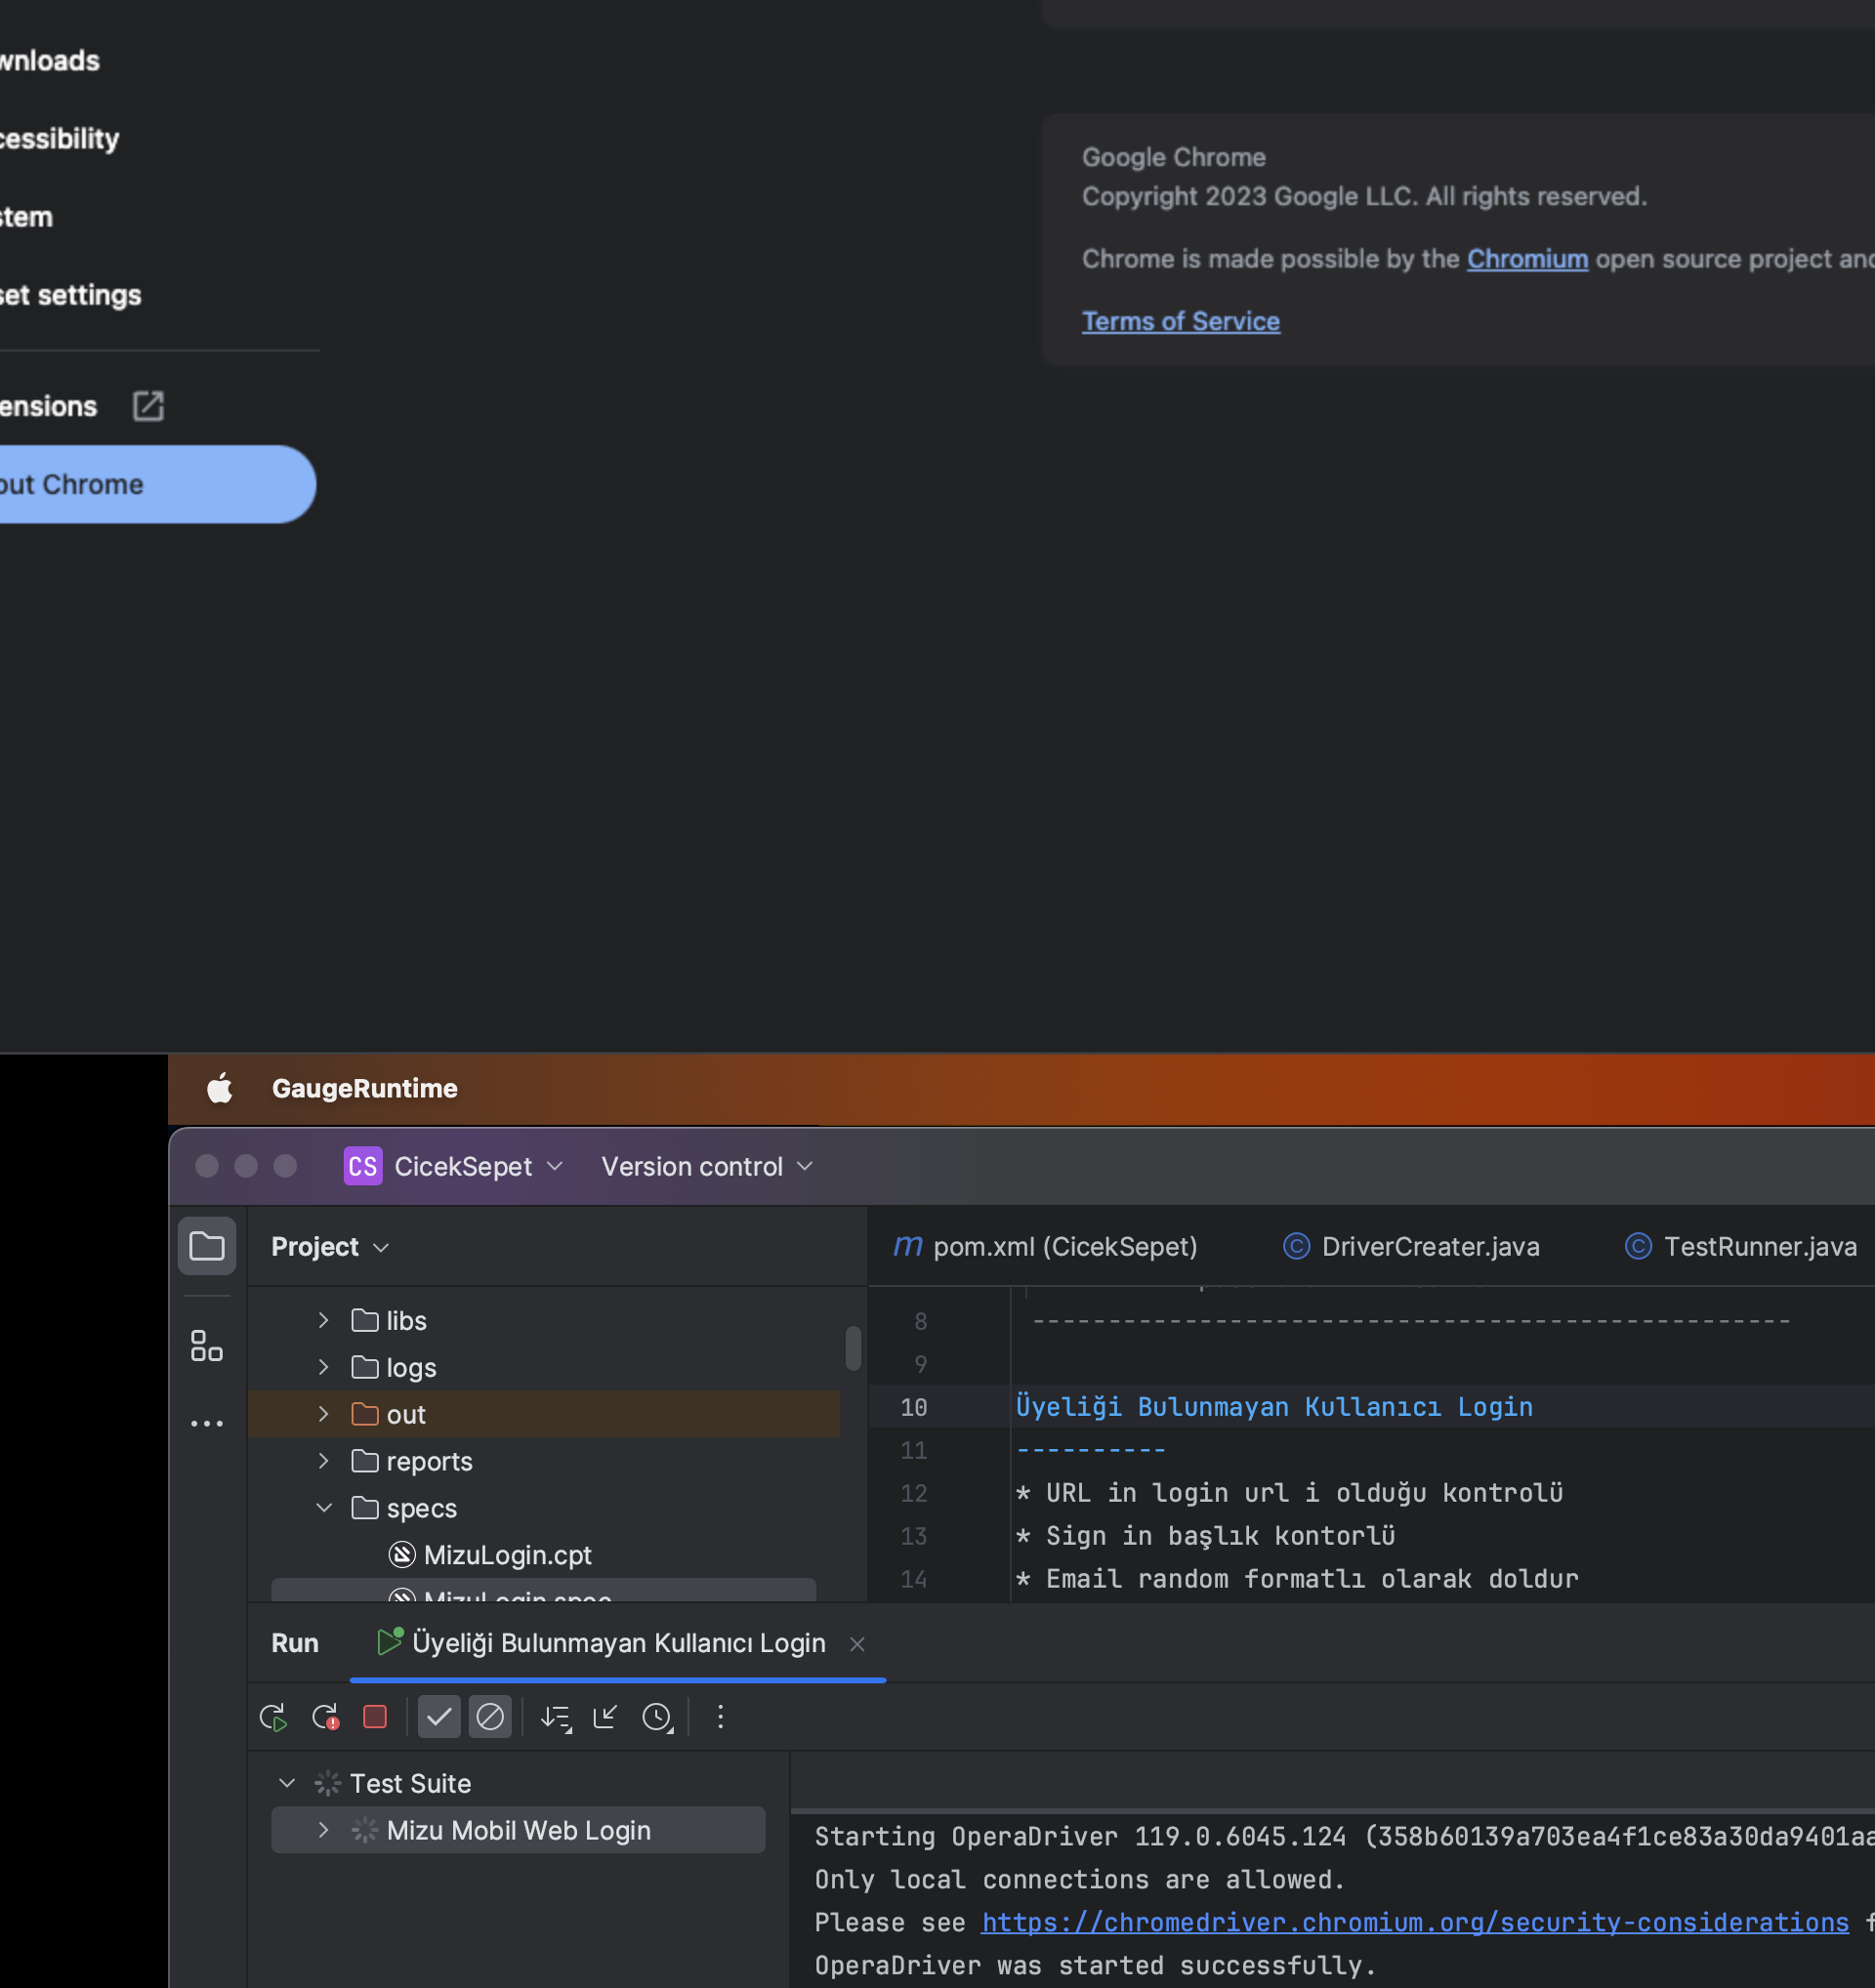 wnloads
cessibility
stem
set settings
ensions
out Chrome
Google Chrome
Copyright 2023 Google LLC. All rights reserved.
Chrome is made possible by the Chromium open source project and
Terms of Service
GaugeRuntime
CS CicekSepet Version control
Project
m pom.xml (CicekSepet) © DriverCreater.java © TestRunner.java
libs
logs
out
reports
specs
MizuLogin.cpt
MizuLogin.spec
8 --------------------------------------------------
9
10 Üyeliği Bulunmayan Kullanıcı Login
11 ----------
12 * URL in login url i olduğu kontrolü
13 * Sign in başlık kontorlü
14 * Email random formatlı olarak doldur
Run Üyeliği Bulunmayan Kullanıcı Login
Test Suite
Mizu Mobil Web Login
Starting OperaDriver 119.0.6045.124 (358b60139a703ea4f1ce83a30da9401aa
Only local connections are allowed.
Please see https://chromedriver.chromium.org/security-considerations f
OperaDriver was started successfully.